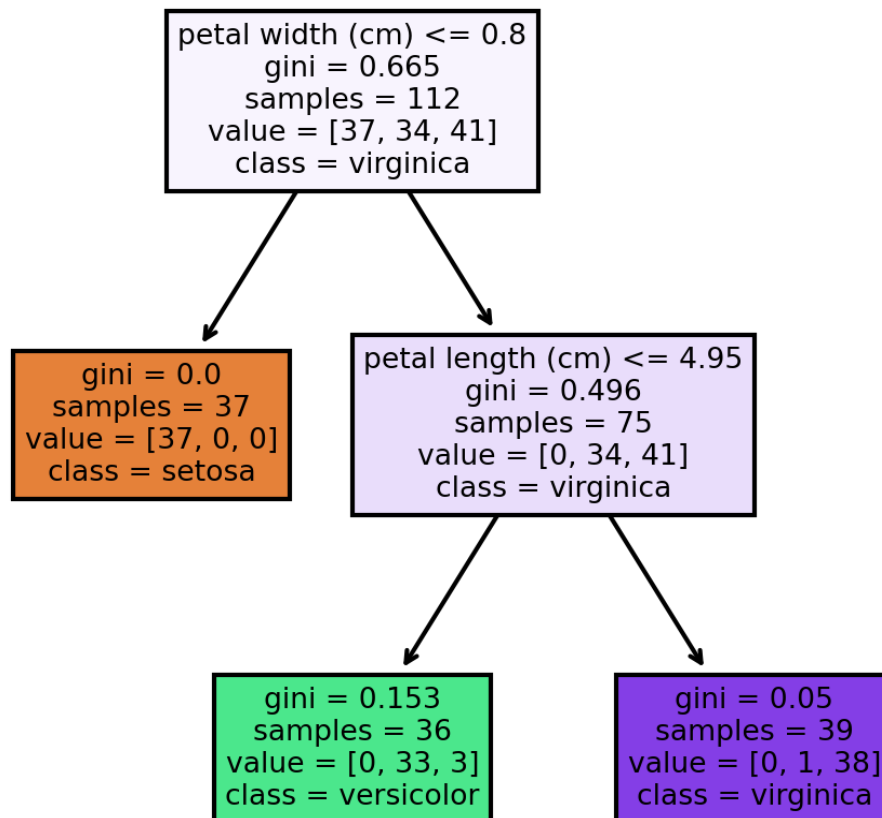 petal width (cm) <= 0.8
gini = 0.665
samples = 112
value = [37, 34, 41]
class = virginica
gini = 0.0
samples = 37
value = [37, 0, 0]
class = setosa
petal length (cm) <= 4.95
gini = 0.496
samples = 75
value = [0, 34, 41]
class = virginica
gini = 0.153
samples = 36
value = [0, 33, 3]
class = versicolor
gini = 0.05
samples = 39
value = [0, 1, 38]
class = virginica